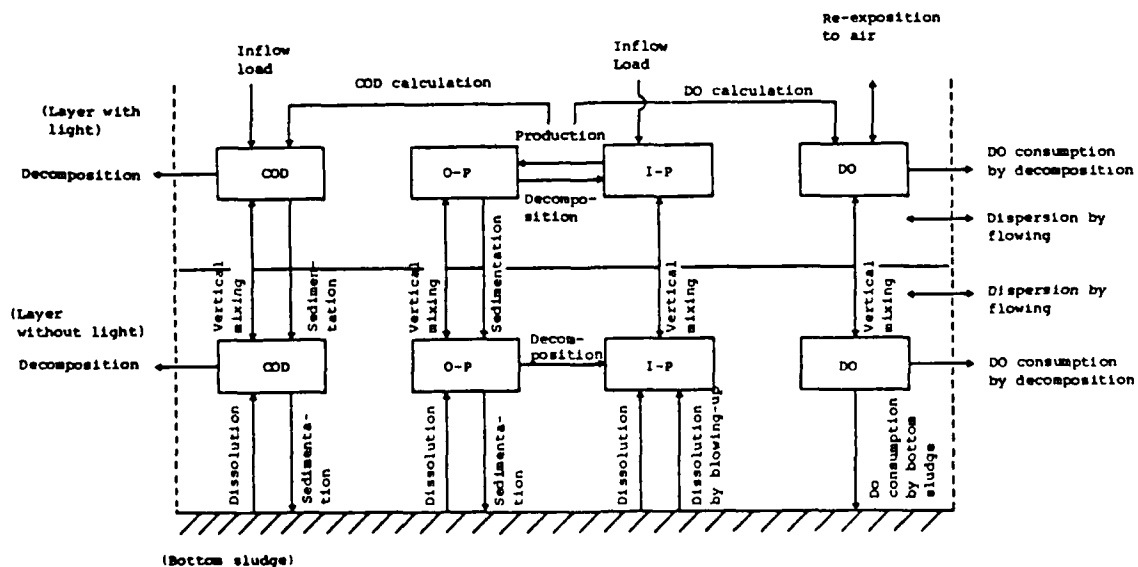 Re-exposition
to air
Inflow
load
Inflow
Load
COD calculation
DO calculation
(Layer with
light)
Production
COD
O-P
I-P
DO
Decomposition
DO consumption
by decomposition
Decompo-
sition
Dispersion by
flowing
Vertical
mixing
Sedimen-
tation
Vertical
mixing
Sedimentation
Vertical
mixing
Vertical
mixing
Dispersion by
flowing
(Layer
without light)
Decom-
position
Decomposition
COD
O-P
I-P
DO
DO consumption
by decomposition
Dissolution
Sedimenta-
tion
Dissolution
Sedimenta-
tion
Dissolution
Dissolution
by blowing-up
Do
consumption
by bottom
sludge
(Bottom sludge)